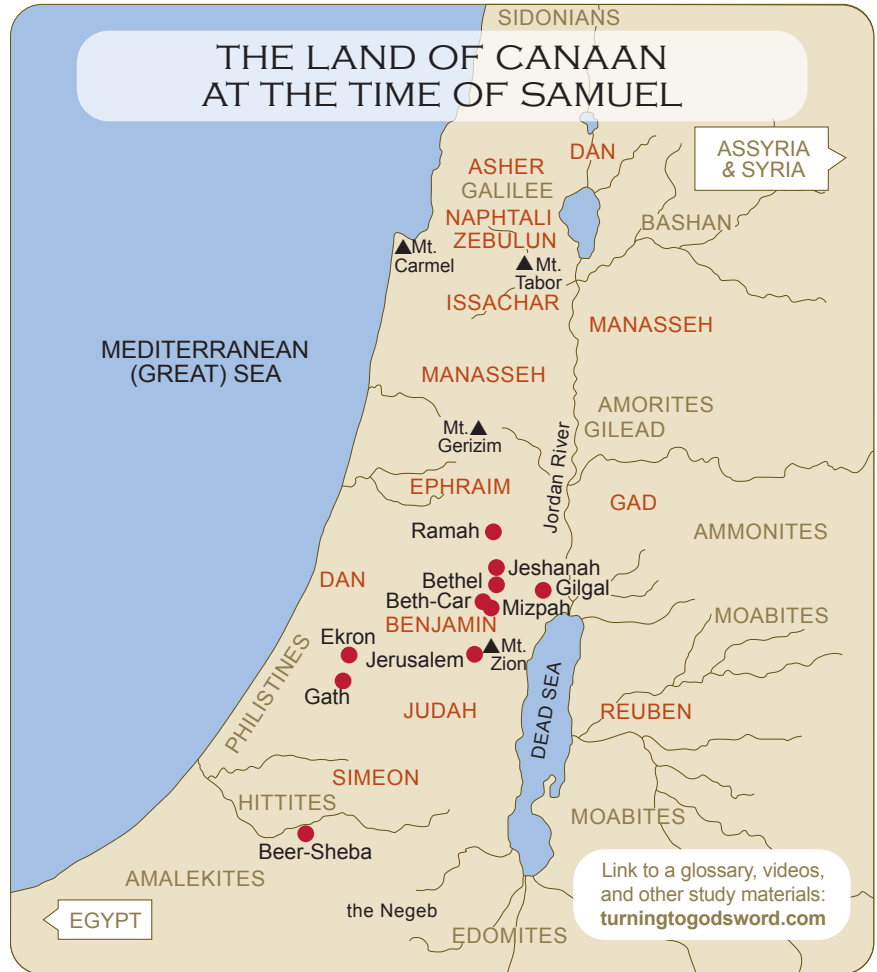 SIDONIANS
THE LAND OF CANAAN
AT THE TIME OF SAMUEL
DAN
ASHER
GALILEE
NAPHTALI
ZEBULUN
ASSYRIA
& SYRIA
BASHAN
Mt.
Carmel
Mt.
Tabor
ISSACHAR
MANASSEH
MEDITERRANEAN
(GREAT) SEA
MANASSEH
AMORITES
GILEAD
Mt.
Gerizim
Jordan River
EPHRAIM
GAD
Ramah
AMMONITES
Jeshanah
DAN
Bethel
Gilgal
Beth-Car
Mizpah
MOABITES
BENJAMIN
Ekron
Jerusalem
Mt.
Zion
Gath
PHILISTINES
JUDAH
DEAD SEA
REUBEN
SIMEON
HITTITES
MOABITES
Beer-Sheba
AMALEKITES
the Negeb
EGYPT
EDOMITES
Link to a glossary, videos,
and other study materials:
turningtogodsword.com